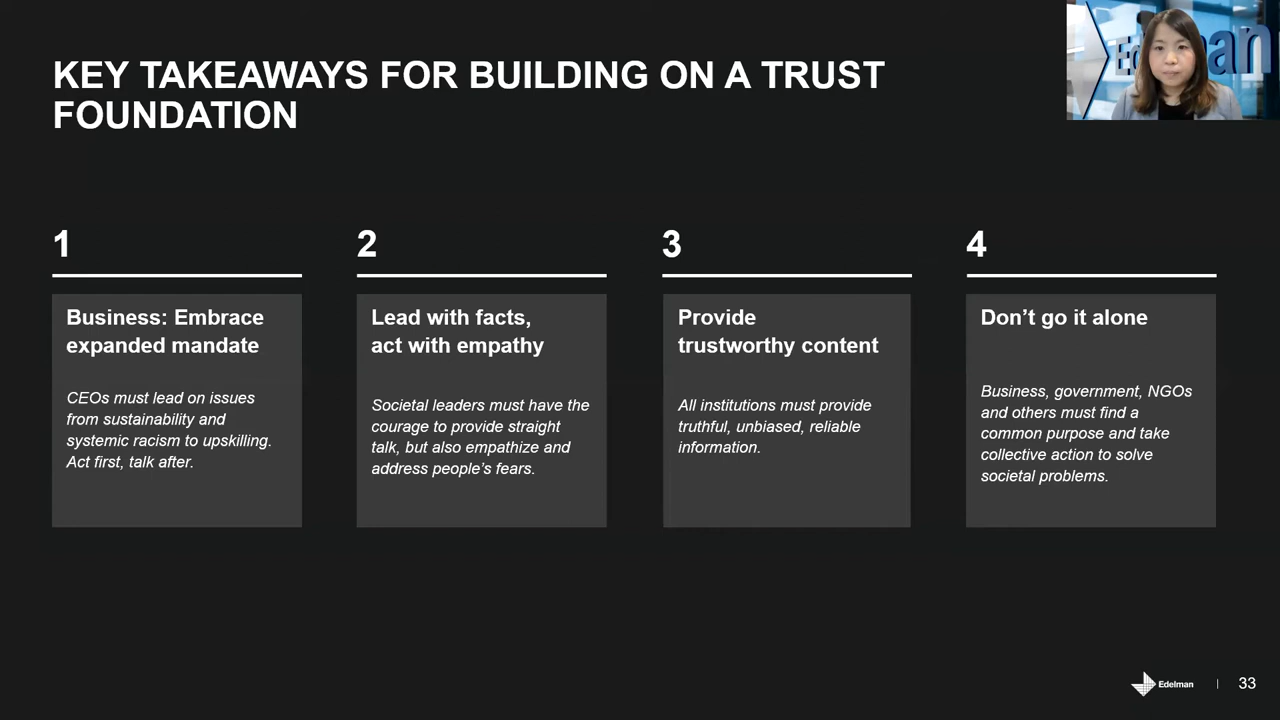 KEY TAKEAWAYS FOR BUILDING ON A TRUST
FOUNDATION
Edelman
1
Business: Embrace
expanded mandate
CEOs must lead on issues
from sustainability and
systemic racism to upskilling.
Act first, talk after.
2
Lead with facts,
act with empathy
Societal leaders must have the
courage to provide straight
talk, but also empathize and
address people’s fears.
3
Provide
trustworthy content
All institutions must provide
truthful, unbiased, reliable
information.
4
Don’t go it alone
Business, government, NGOs
and others must find a
common purpose and take
collective action to solve
societal problems.
Edelman | 33